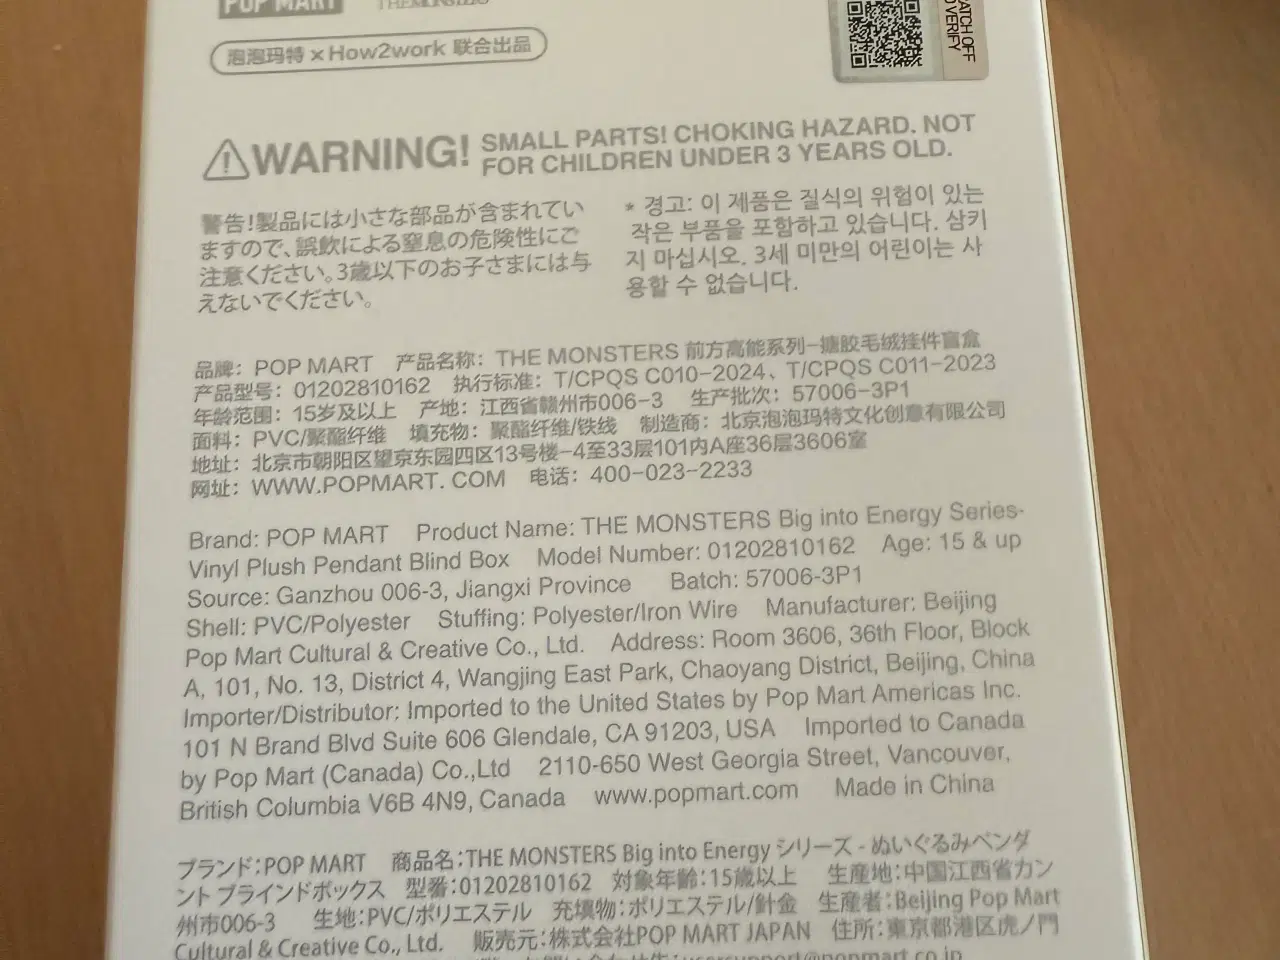 POP MART THE MONSTERS
泡泡玛特 × How2work 联合出品
SCRATCH OFF
TO VERIFY
WARNING! SMALL PARTS! CHOKING HAZARD. NOT
FOR CHILDREN UNDER 3 YEARS OLD.
警告!製品には小さな部品が含まれてい
ますので、誤飲による窒息の危険性にご
注意ください。3歳以下のお子さまには与
えないでください。
* 경고: 이 제품은 질식의 위험이 있는
작은 부품을 포함하고 있습니다. 삼키
지 마십시오. 3세 미만의 어린이는 사
용할 수 없습니다.
品牌: POP MART 产品名称: THE MONSTERS 前方高能系列-搪胶毛绒挂件盲盒
产品型号: 01202810162 执行标准: T/CPQS C010-2024、T/CPQS C011-2023
年龄范围: 15岁及以上 产地: 江西省赣州市006-3 生产批次: 57006-3P1
面料: PVC/聚酯纤维 填充物: 聚酯纤维/铁线 制造商: 北京泡泡玛特文化创意有限公司
地址: 北京市朝阳区望京东园四区13号楼-4至33层101内A座36层3606室
网址: WWW.POPMART. COM 电话: 400-023-2233
Brand: POP MART Product Name: THE MONSTERS Big into Energy Series-
Vinyl Plush Pendant Blind Box Model Number: 01202810162 Age: 15 & up
Source: Ganzhou 006-3, Jiangxi Province Batch: 57006-3P1
Shell: PVC/Polyester Stuffing: Polyester/Iron Wire Manufacturer: Beijing
Pop Mart Cultural & Creative Co., Ltd. Address: Room 3606, 36th Floor, Block
A, 101, No. 13, District 4, Wangjing East Park, Chaoyang District, Beijing, China
Importer/Distributor: Imported to the United States by Pop Mart Americas Inc.
101 N Brand Blvd Suite 606 Glendale, CA 91203, USA Imported to Canada
by Pop Mart (Canada) Co.,Ltd 2110-650 West Georgia Street, Vancouver,
British Columbia V6B 4N9, Canada www.popmart.com Made in China
ブランド:POP MART 商品名:THE MONSTERS Big into Energy シリーズ - ぬいぐるみペンダ
ント ブラインドボックス 型番:01202810162 対象年齢:15歳以上 生産地:中国江西省カン
州市006-3 生地:PVC/ポリエステル 充填物:ポリエステル/針金 生産者:Beijing Pop Mart
Cultural & Creative Co., Ltd. 販売元:株式会社POP MART JAPAN 住所:東京都港区虎ノ門
お問い合わせ先:usersupport@popmart.co.jp